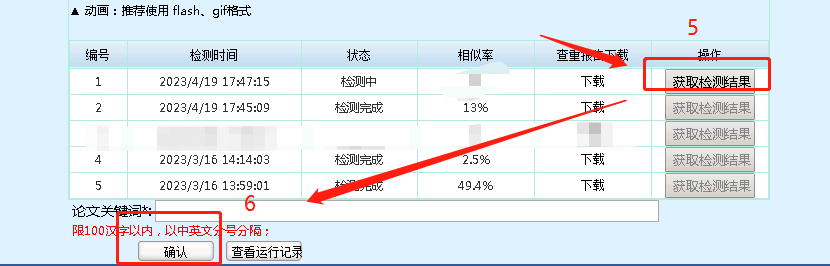 ▲ 动画：推荐使用 flash、gif格式
5
编号 检测时间 状态 相似率 查重报告下载 操作
1 2023/4/19 17:47:15 检测中 下载 获取检测结果
2 2023/4/19 17:45:09 检测完成 13% 下载 获取检测结果
获取检测结果
4 2023/3/16 14:14:03 检测完成 2.5% 下载 获取检测结果
5 2023/3/16 13:59:01 检测完成 49.4% 下载 获取检测结果
6
论文关键词*:
限100汉字以内，以中英文分号分隔；
确认 查看运行记录